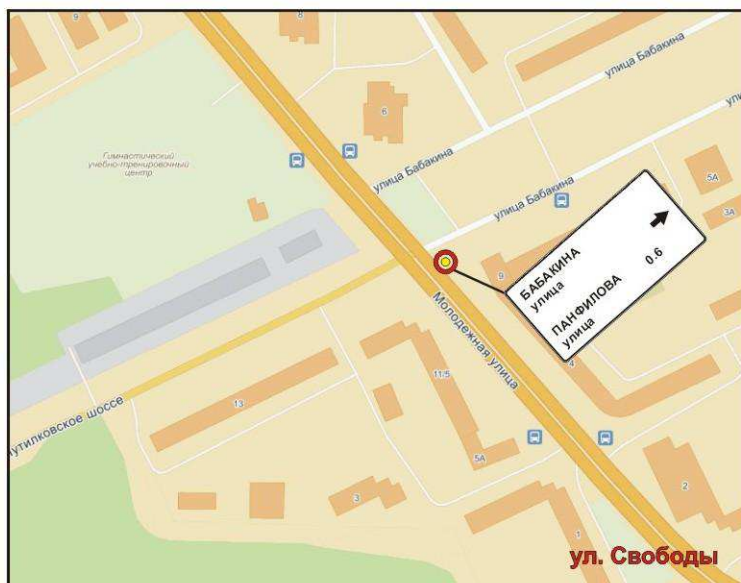 9
8
6
улица Бабакина
улица Бабакина
улица Бабакина
Гимнастический
учебно-тренировочный
центр
5А
3А
9
БАБАКИНА
улица
ПАНФИЛОВА 0.6
улица
Молодежная улица
4
11/5
13
путилковское шоссе
5А
3
1
2
ул. Свободы